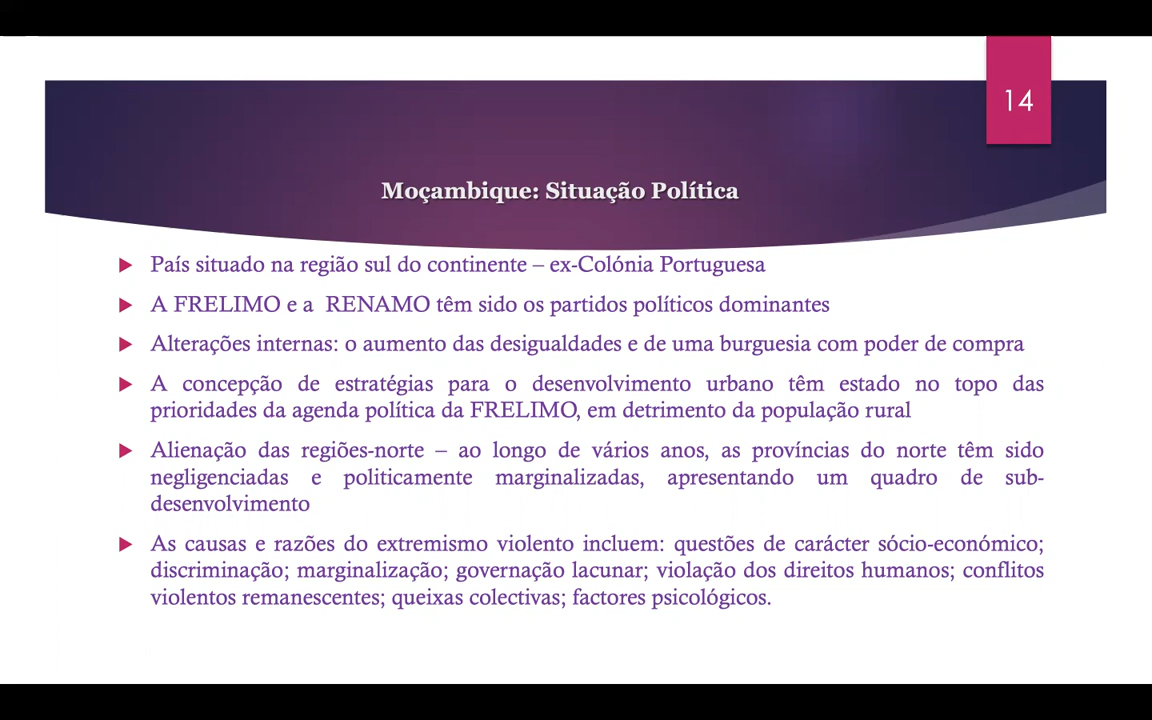 14
Moçambique: Situação Política
País situado na região sul do continente – ex-Colónia Portuguesa
A FRELIMO e a RENAMO têm sido os partidos políticos dominantes
Alterações internas: o aumento das desigualdades e de uma burguesia com poder de compra
A concepção de estratégias para o desenvolvimento urbano têm estado no topo das
prioridades da agenda política da FRELIMO, em detrimento da população rural
Alienação das regiões-norte – ao longo de vários anos, as províncias do norte têm sido
negligenciadas e politicamente marginalizadas, apresentando um quadro de sub-
desenvolvimento
As causas e razões do extremismo violento incluem: questões de carácter sócio-económico;
discriminação; marginalização; governação lacunar; violação dos direitos humanos; conflitos
violentos remanescentes; queixas colectivas; factores psicológicos.